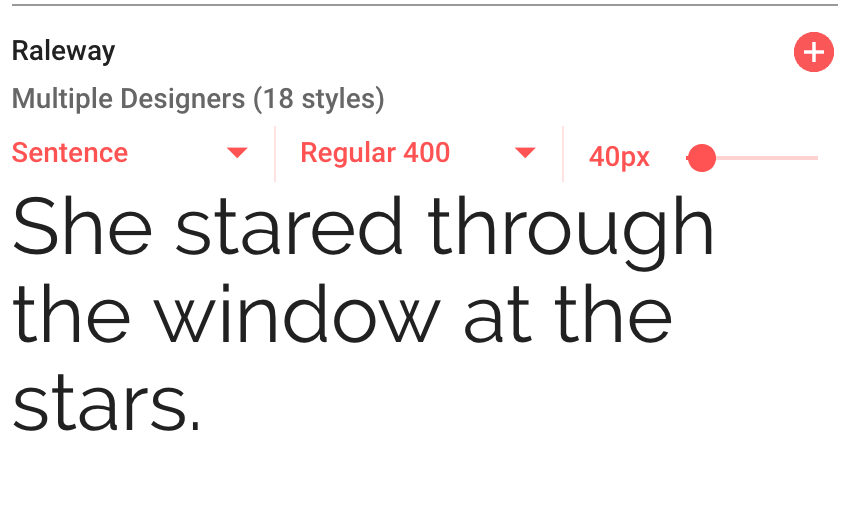 Raleway
Multiple Designers (18 styles)
Sentence Regular 400 40px
She stared through
the window at the
stars.